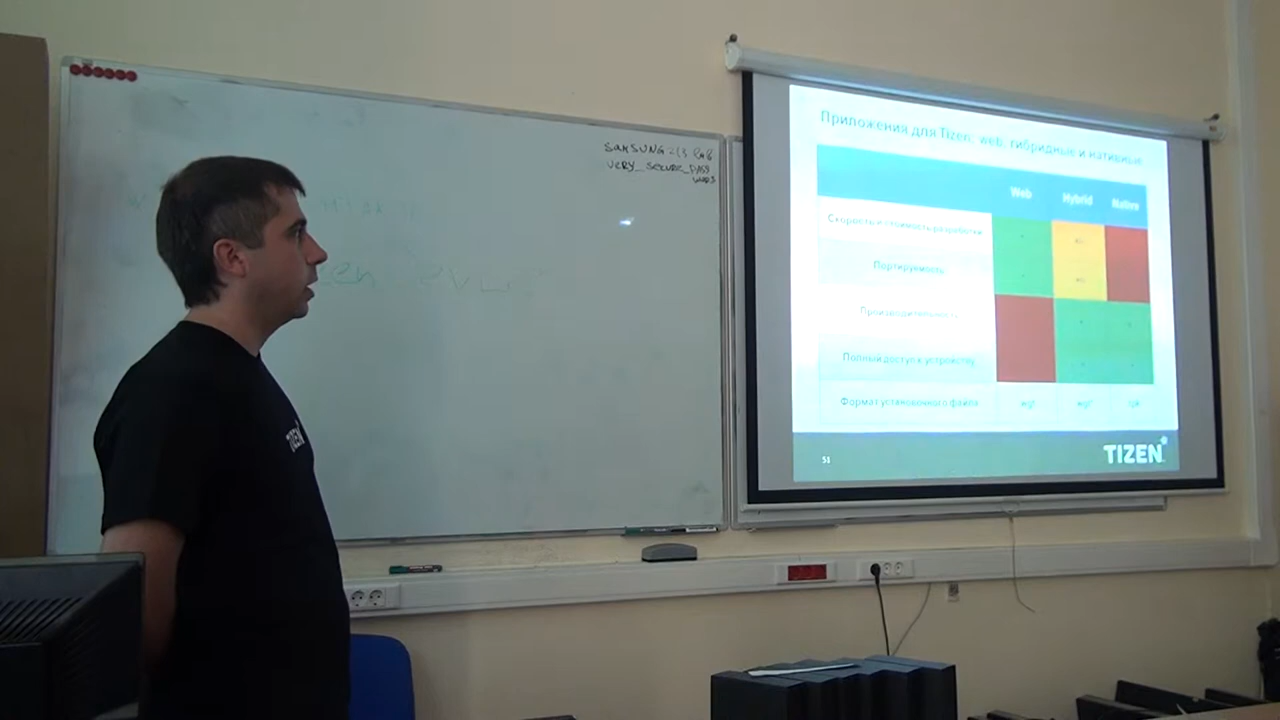 SAMSUNG
very_secure_pass
TIZEN
Приложения для Tizen: web, гибридные и нативные
Web Hybrid Native
Скорость и стоимость разработки
Портируемость
Производительность
Полный доступ к устройству
Формат установочного файла wgt wgt tpk
51 TIZEN